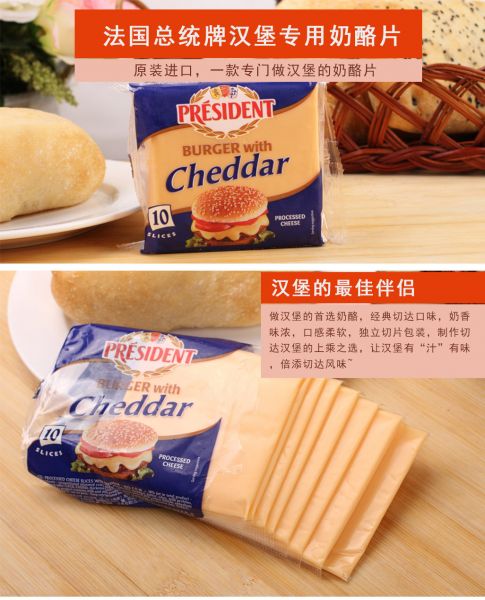 法国总统牌汉堡专用奶酪片
原装进口，一款专门做汉堡的奶酪片
PRÉSIDENT
BURGER with
Cheddar
10
SLICES
PROCESSED
CHEESE
汉堡的最佳伴侣
做汉堡的首选奶酪，经典切达口味，奶香
味浓，口感柔软，独立切片包装，制作切
达汉堡的上乘之选，让汉堡有“汁”有味
，倍添切达风味~
PRÉSIDENT
BURGER with
Cheddar
10
SLICES
PROCESSED
CHEESE